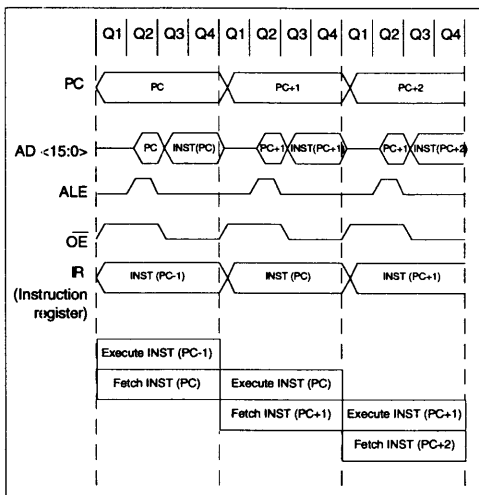 Q1 Q2 Q3 Q4 Q1 Q2 Q3 Q4 Q1 Q2 Q3 Q4
PC PC PC+1 PC+2
AD <15:0> PC INST(PC) PC+1 INST(PC+1) PC+1 INST(PC+2)
ALE
OE
IR INST (PC-1) INST (PC) INST (PC+1)
(Instruction
register)
Execute INST (PC-1)
Fetch INST (PC) Execute INST (PC)
Fetch INST (PC+1) Execute INST (PC+1)
Fetch INST (PC+2)